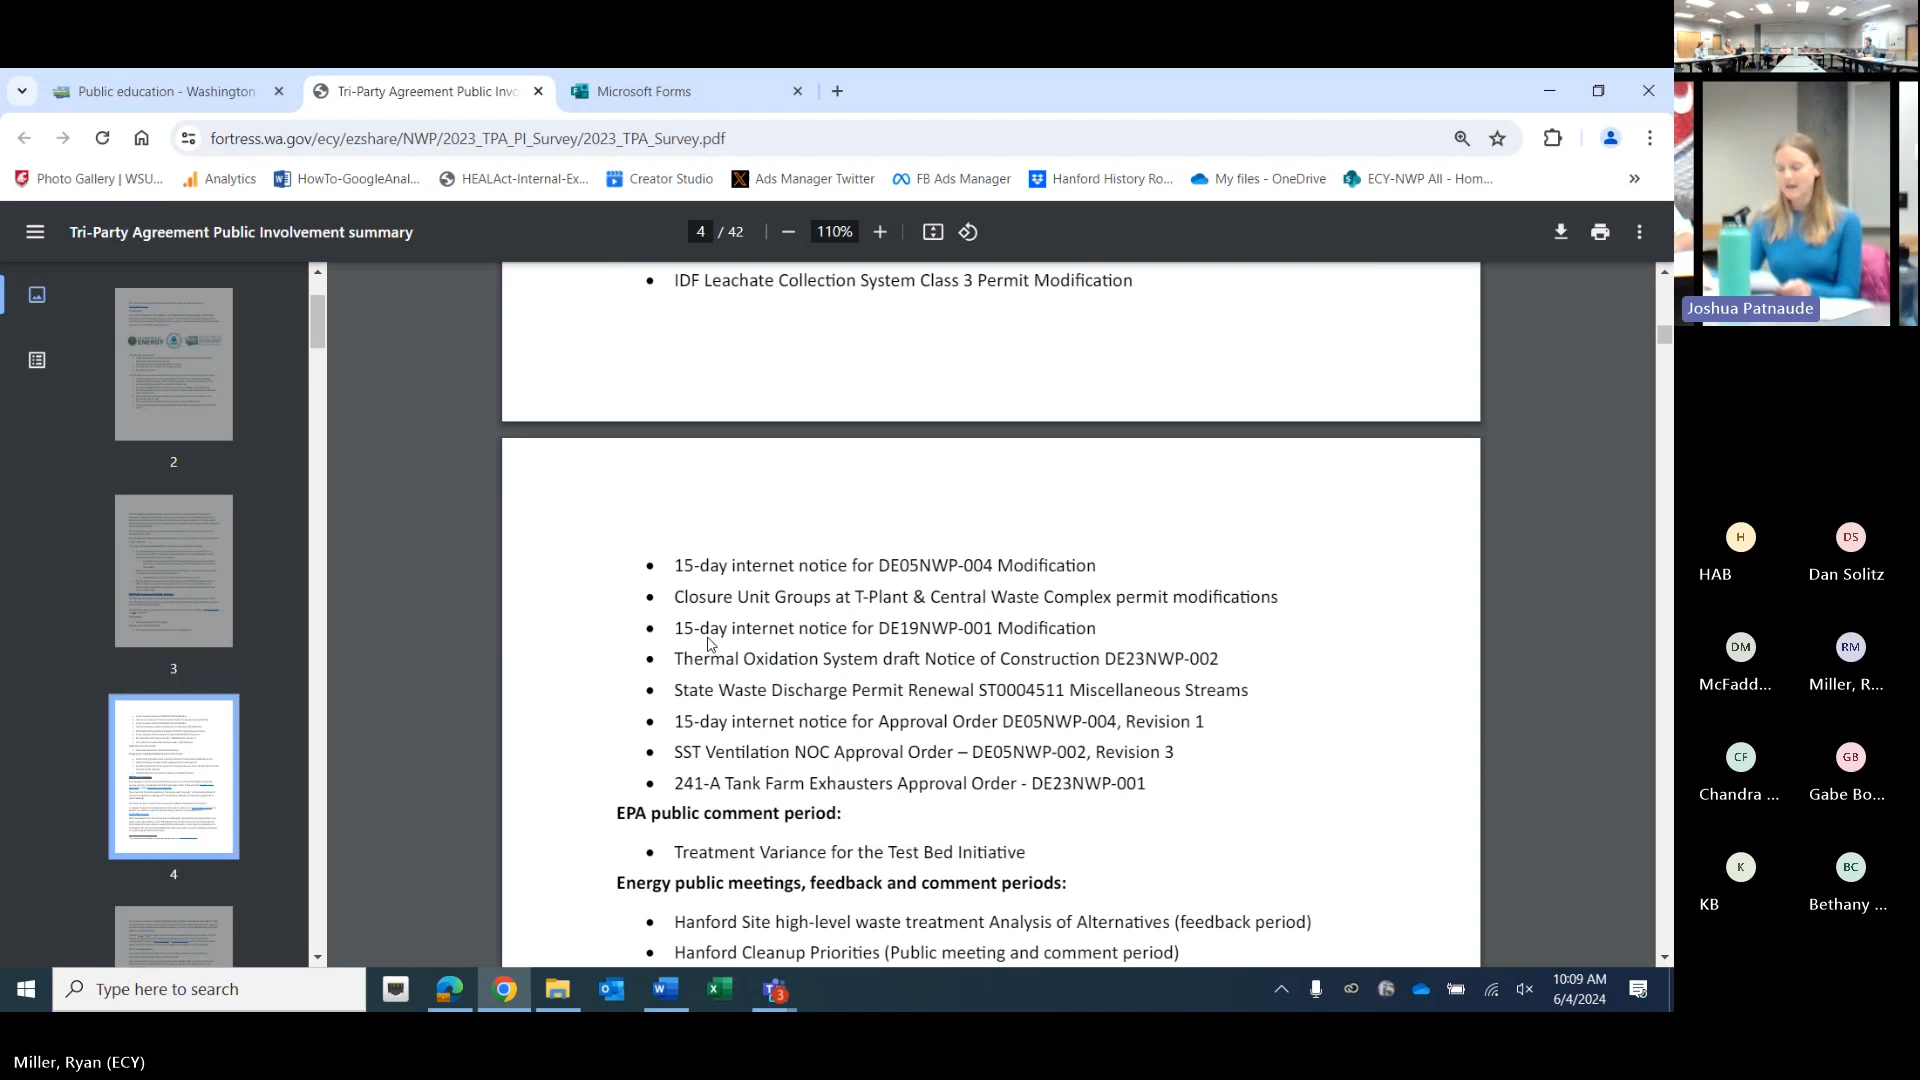 Public education - Washington
Tri-Party Agreement Public Invo
Microsoft Forms
fortress.wa.gov/ecy/ezshare/NWP/2023_TPA_PI_Survey/2023_TPA_Survey.pdf
Photo Gallery | WSU...
Analytics
HowTo-GoogleAnal...
HEALAct-Internal-Ex...
Creator Studio
Ads Manager Twitter
FB Ads Manager
Hanford History Ro...
My files - OneDrive
ECY-NWP All - Hom...
Tri-Party Agreement Public Involvement summary
4 / 42
110%
2
3
4
• IDF Leachate Collection System Class 3 Permit Modification
• 15-day internet notice for DE05NWP-004 Modification
• Closure Unit Groups at T-Plant & Central Waste Complex permit modifications
• 15-day internet notice for DE19NWP-001 Modification
• Thermal Oxidation System draft Notice of Construction DE23NWP-002
• State Waste Discharge Permit Renewal ST0004511 Miscellaneous Streams
• 15-day internet notice for Approval Order DE05NWP-004, Revision 1
• SST Ventilation NOC Approval Order – DE05NWP-002, Revision 3
• 241-A Tank Farm Exhausters Approval Order - DE23NWP-001
EPA public comment period:
• Treatment Variance for the Test Bed Initiative
Energy public meetings, feedback and comment periods:
• Hanford Site high-level waste treatment Analysis of Alternatives (feedback period)
• Hanford Cleanup Priorities (Public meeting and comment period)
Joshua Patnaude
H
DS
HAB
Dan Solitz
DM
RM
McFadd...
Miller, R...
CF
GB
Chandra ...
Gabe Bo...
K
BC
KB
Bethany ...
Type here to search
3
10:09 AM
6/4/2024
Miller, Ryan (ECY)